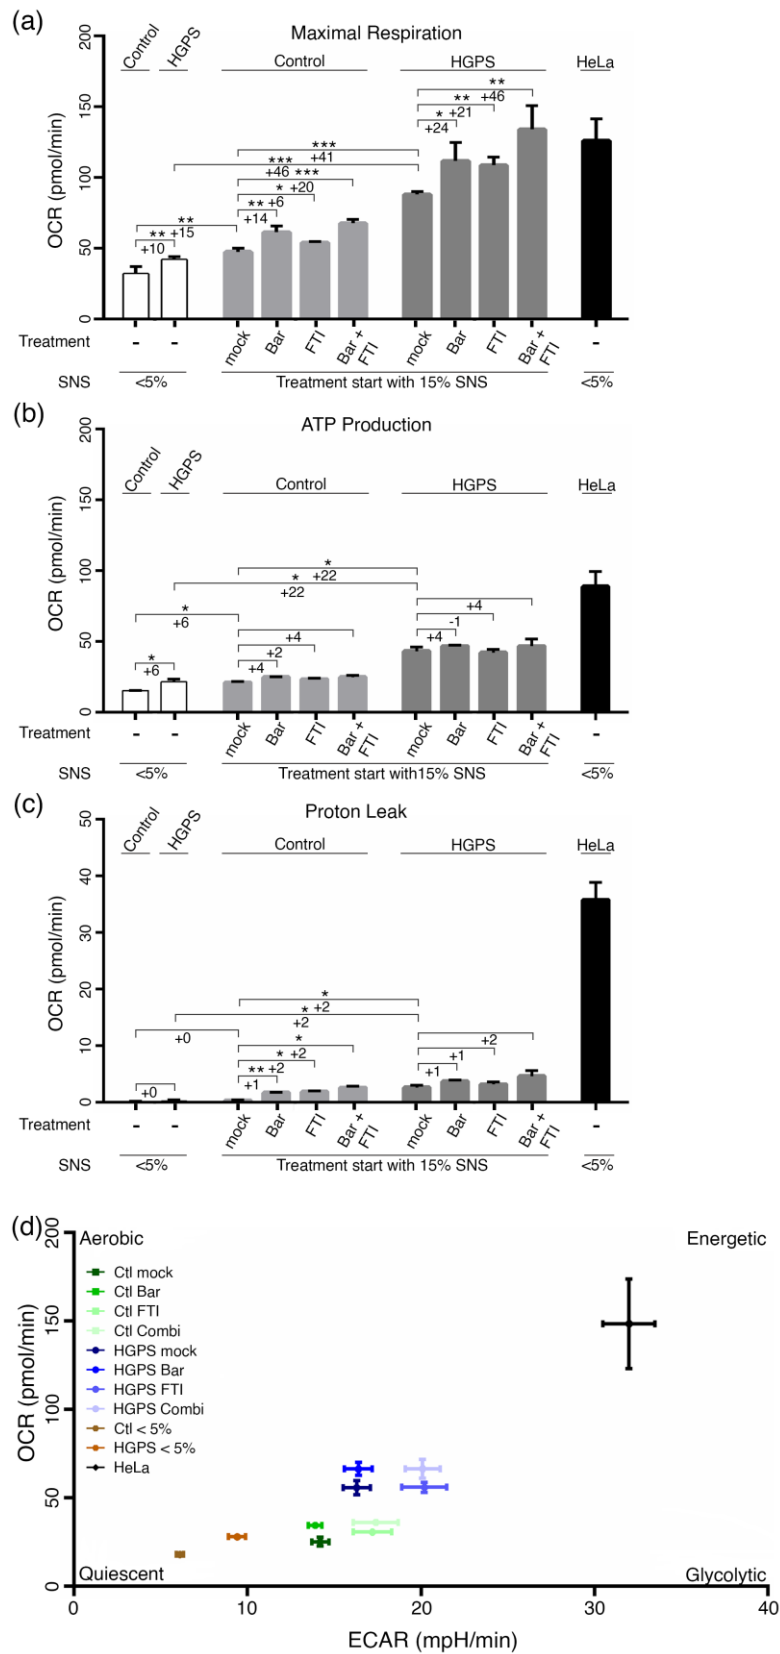 (a)
Maximal Respiration
Control
HGPS
Control
HGPS
HeLa
OCR (pmol/min)
200
150
100
50
0
**
+46
**
+21
*
+24
***
+41
***
+46
***
+20
*
+6
**
+14
**
+15
**
+10
Treatment
-
-
mock
Bar
FTI
Bar +
FTI
mock
Bar
FTI
Bar +
FTI
-
SNS
<5%
Treatment start with 15% SNS
<5%
(b)
ATP Production
Control
HGPS
Control
HGPS
HeLa
OCR (pmol/min)
200
150
100
50
0
*
+22
*
+22
*
+6
*
+6
+4
+2
+4
+4
-1
+4
Treatment
-
-
mock
Bar
FTI
Bar +
FTI
mock
Bar
FTI
Bar +
FTI
-
SNS
<5%
Treatment start with15% SNS
<5%
(c)
Proton Leak
Control
HGPS
Control
HGPS
HeLa
OCR (pmol/min)
50
40
30
20
10
0
*
+2
*
+2
+0
+0
*
+2
*
+2
**
+1
+2
+1
+1
Treatment
-
-
mock
Bar
FTI
Bar +
FTI
mock
Bar
FTI
Bar +
FTI
-
SNS
<5%
Treatment start with 15% SNS
<5%
(d)
Aerobic
Energetic
Ctl mock
Ctl Bar
Ctl FTI
Ctl Combi
HGPS mock
HGPS Bar
HGPS FTI
HGPS Combi
Ctl < 5%
HGPS < 5%
HeLa
OCR (pmol/min)
200
150
100
50
0
Quiescent
Glycolytic
0
10
20
30
40
ECAR (mpH/min)